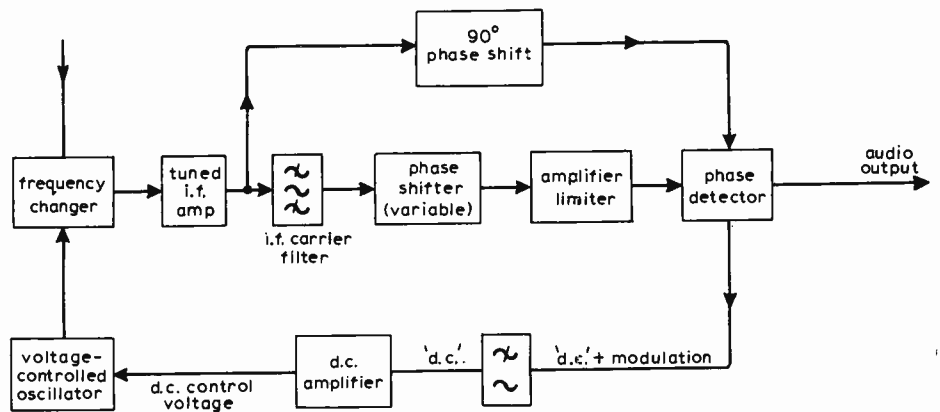 90°
phase shift
frequency
changer
tuned
i.f.
amp
i.f. carrier
filter
phase
shifter
(variable)
amplifier
limiter
phase
detector
audio
output
voltage-
controlled
oscillator
d.c. control
voltage
d.c.
amplifier
'd.c.'.
'd.c.' + modulation